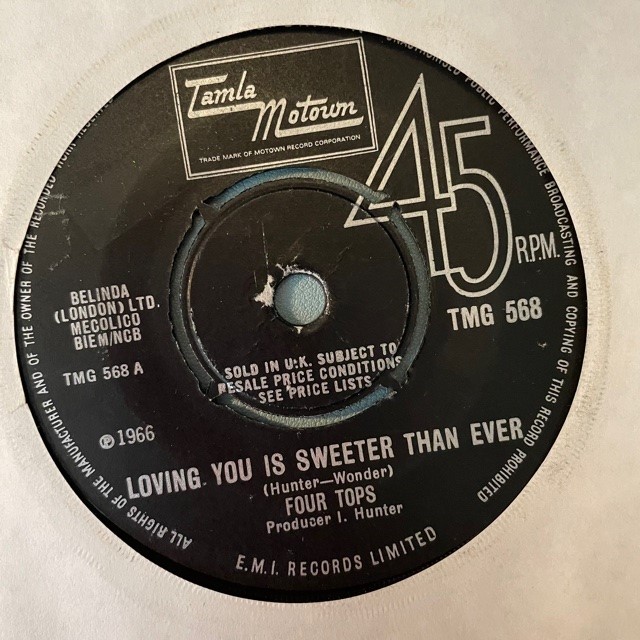 Tamla
Motown
TRADE MARK OF MOTOWN RECORD CORPORATION
45
R.P.M.
TMG 568
BELINDA
(LONDON) LTD.
MECOLICO
BIEM/NCB
TMG 568 A
SOLD IN U.K. SUBJECT TO
RESALE PRICE CONDITIONS
SEE PRICE LISTS
℗ 1966
LOVING YOU IS SWEETER THAN EVER
(Hunter—Wonder)
FOUR TOPS
Producer I. Hunter
E.M.I. RECORDS LIMITED
ALL RIGHTS OF THE MANUFACTURER AND OF THE OWNER OF THE RECORDED
PUBLIC PERFORMANCE BROADCASTING AND COPYING OF THIS RECORD PROHIBITED